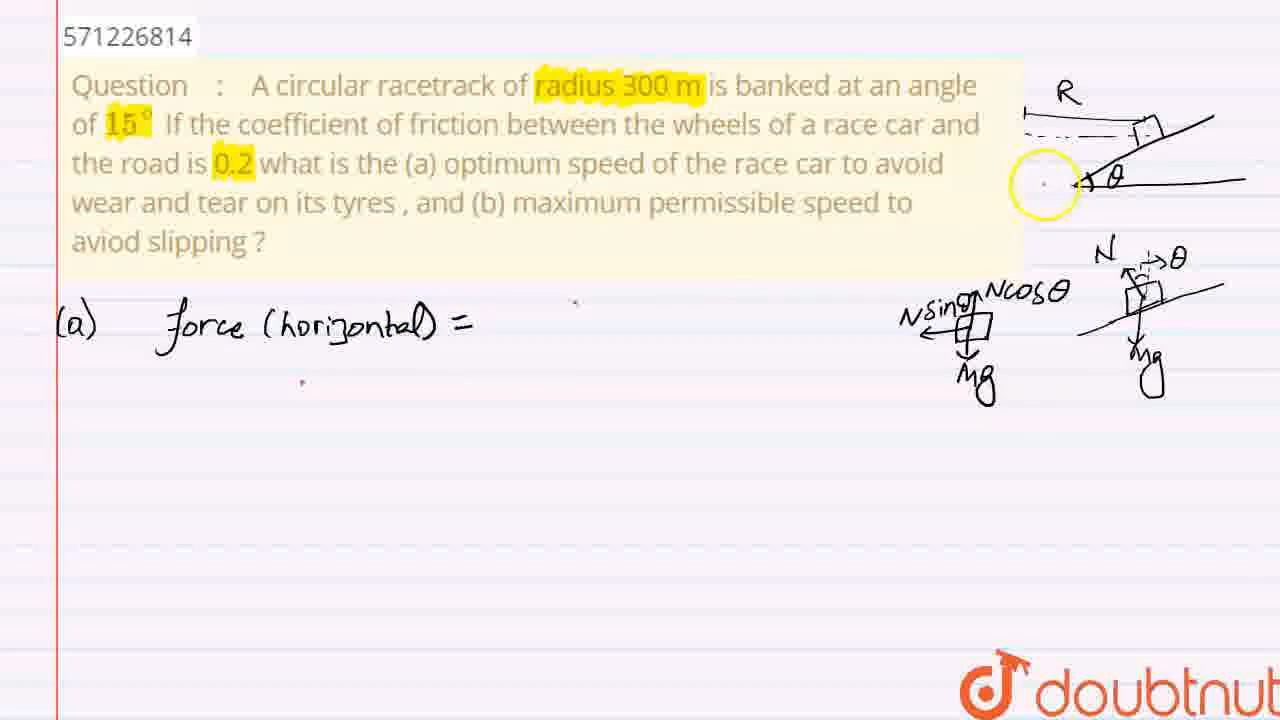 571226814
Question : A circular racetrack of radius 300 m is banked at an angle
of 15° If the coefficient of friction between the wheels of a race car and
the road is 0.2 what is the (a) optimum speed of the race car to avoid
wear and tear on its tyres , and (b) maximum permissible speed to
aviod slipping ?
R
θ
N
θ
Mg
N sinθ
N cosθ
Mg
(a) force (horizontal) =
doubtnut